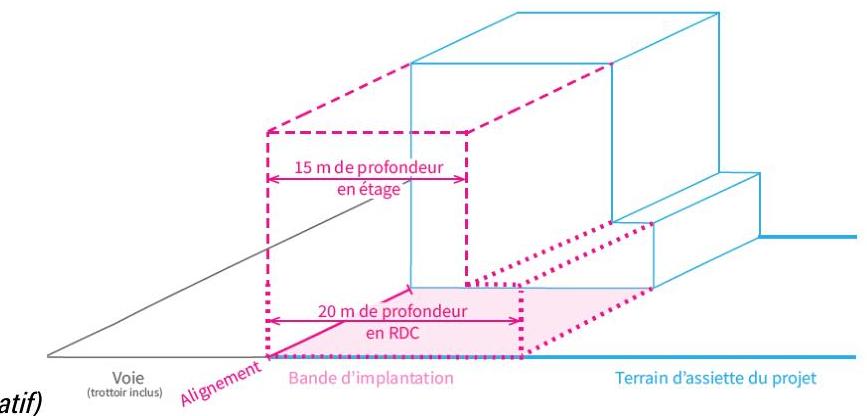 15 m de profondeur
en étage
20 m de profondeur
en RDC
Voie
(trottoir inclus)
Alignement
Bande d'implantation
Terrain d'assiette du projet
atif)